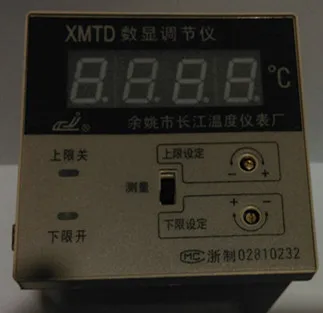 XMTD 数显调节仪
8.8.8.8. °C
余姚市长江温度仪表厂
®
上限关
上限设定
- +
测量
下限设定
- +
下限开
MC 浙制02810232